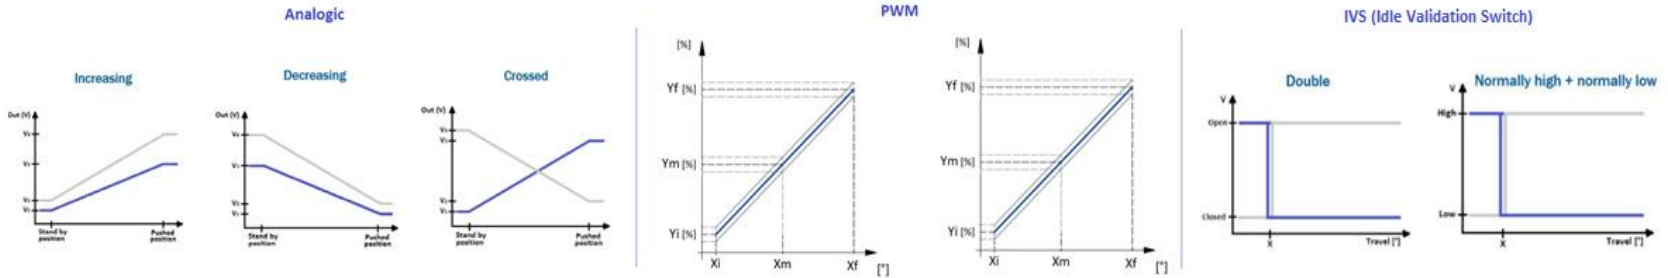 Analogic
PWM
IVS (Idle Validation Switch)
Increasing
Decreasing
Crossed
Double
Normally high + normally low
Out (V)
Stand by
position
Pushed
position
Out (V)
Stand by
position
Pushed
position
Out (V)
Stand by
position
Pushed
position
[%]
Yf [%]
Ym [%]
Yi [%]
Xi Xm Xf [°]
[%]
Yf [%]
Ym [%]
Yi [%]
Xi Xm Xf [°]
V
Open
Closed
X Travel [°]
V
High
Low
X Travel [°]